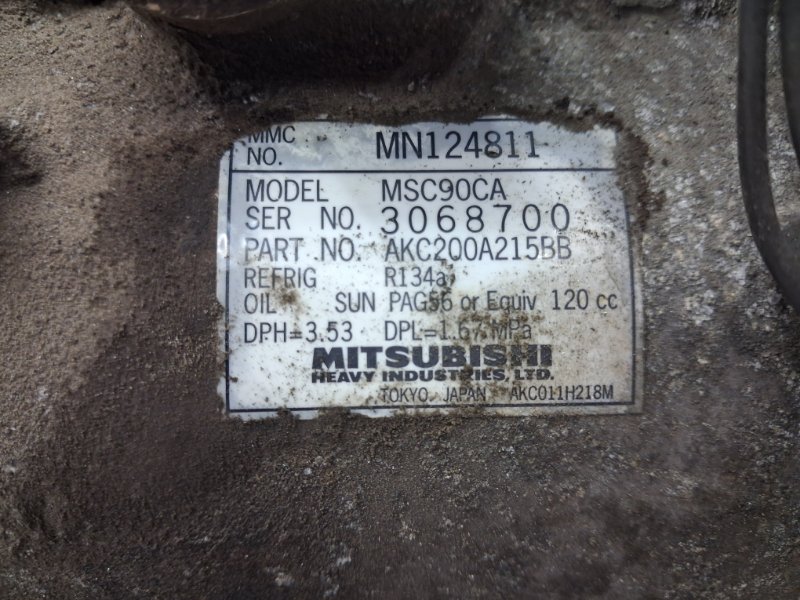 MMC
NO. MN124811
MODEL MSC90CA
SER NO. 3068700
PART NO. AKC200A215BB
REFRIG R134a
OIL SUN PAG56 or Equiv 120 cc
DPH=3.53 DPL=1.67 MPa
MITSUBISHI
HEAVY INDUSTRIES, LTD.
TOKYO, JAPAN AKC011H218M